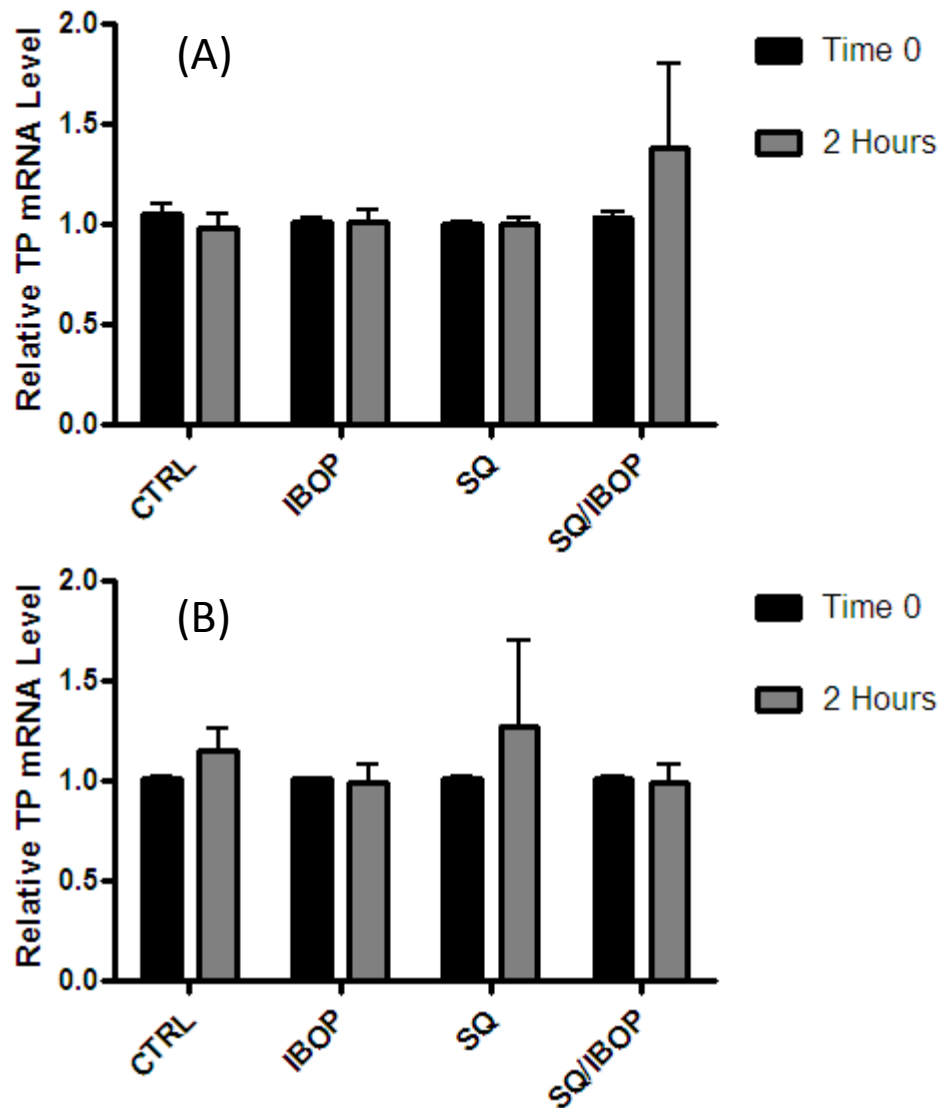 (A)
Relative TP mRNA Level
2.0
1.5
1.0
0.5
0.0
CTRL
IBOP
SQ
SQ/IBOP
Time 0
2 Hours
(B)
Relative TP mRNA Level
2.0
1.5
1.0
0.5
0.0
CTRL
IBOP
SQ
SQ/IBOP
Time 0
2 Hours